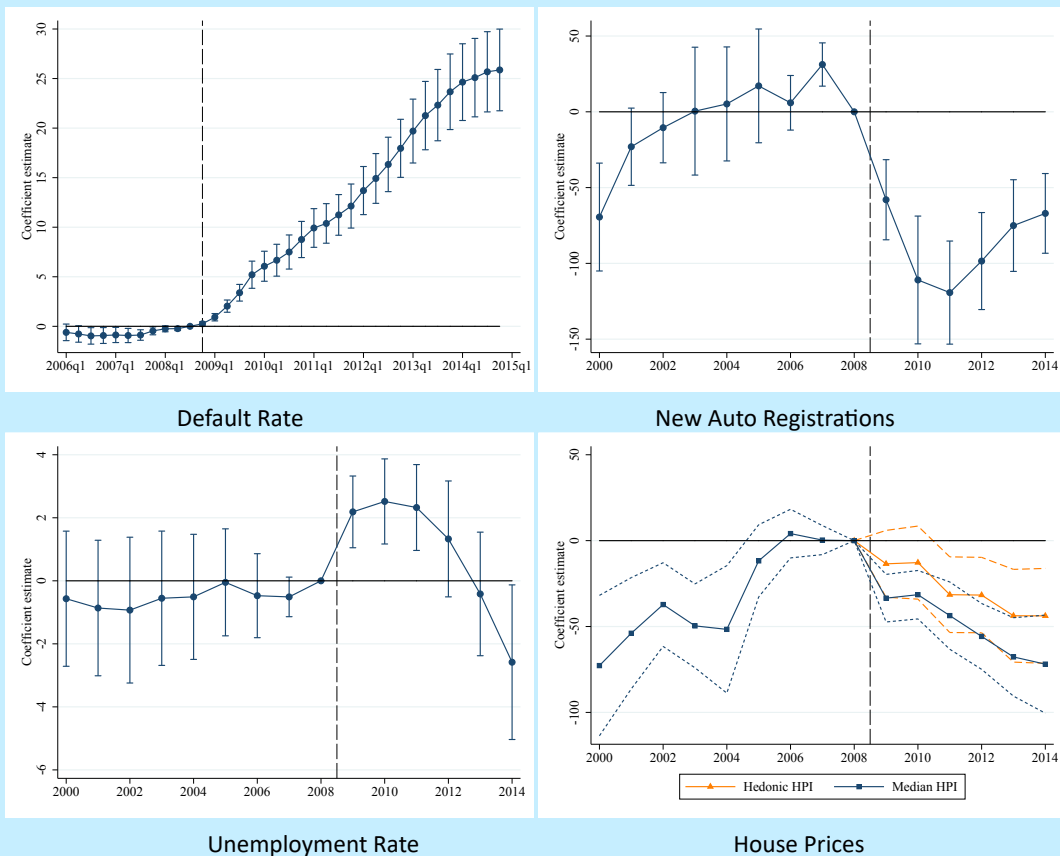 30
25
20
15
10
5
0
Coefficient estimate
2006q1 2007q1 2008q1 2009q1 2010q1 2011q1 2012q1 2013q1 2014q1 2015q1
Default Rate
50
0
-50
-100
-150
Coefficient estimate
2000 2002 2004 2006 2008 2010 2012 2014
New Auto Registrations
4
2
0
-2
-4
-6
Coefficient estimate
2000 2002 2004 2006 2008 2010 2012 2014
Unemployment Rate
50
0
-50
-100
Coefficient estimate
2000 2002 2004 2006 2008 2010 2012 2014
Hedonic HPI Median HPI
House Prices